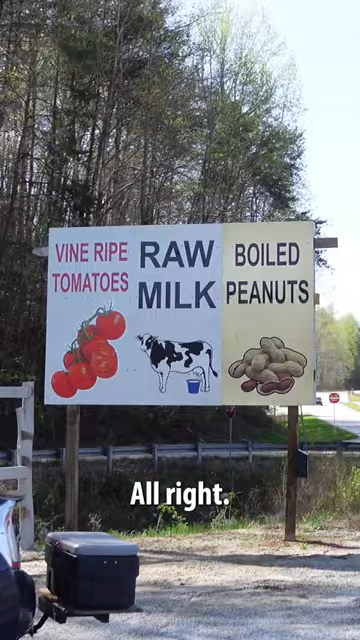 VINE RIPE
TOMATOES
RAW
MILK
BOILED
PEANUTS
All right.